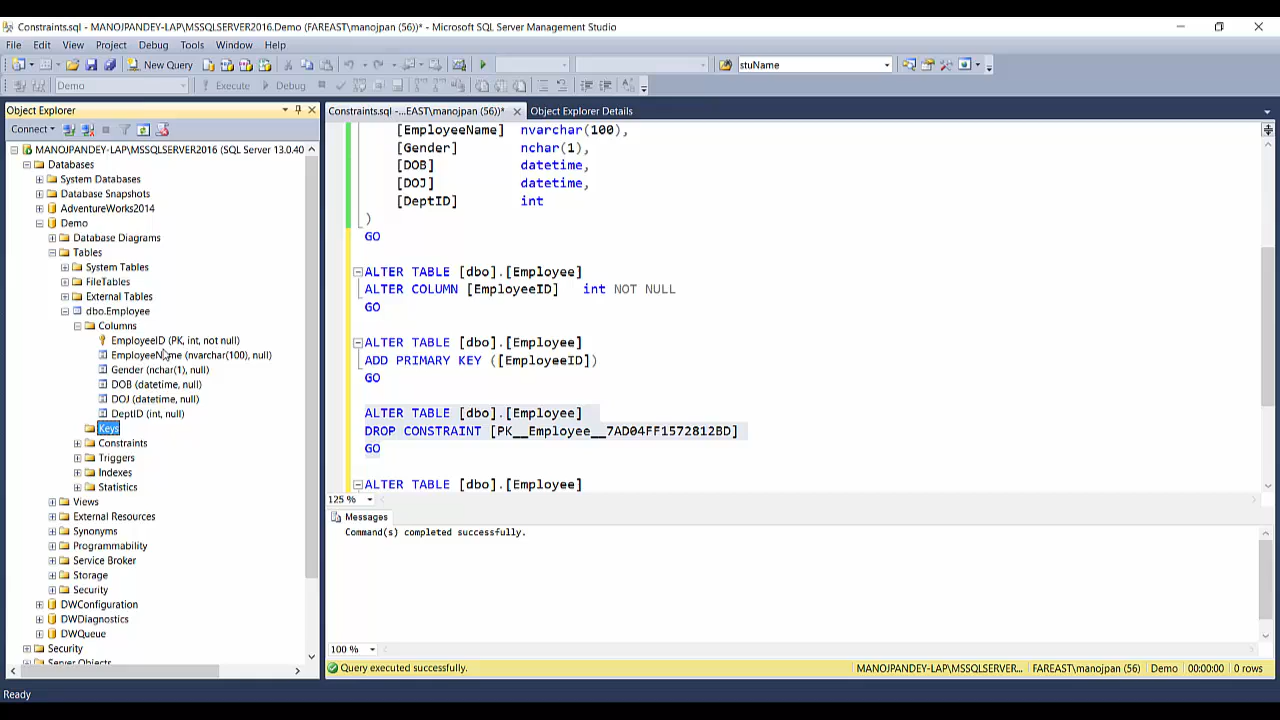 Constraints.sql - MANOJPANDEY-LAP\MSSQLSERVER2016.Demo (FAREAST\manojpan (56))* - Microsoft SQL Server Management Studio
File Edit View Project Debug Tools Window Help
New Query stuName
Demo Execute Debug
Object Explorer
Connect
MANOJPANDEY-LAP\MSSQLSERVER2016 (SQL Server 13.0.40
Databases
System Databases
Database Snapshots
AdventureWorks2014
Demo
Database Diagrams
Tables
System Tables
FileTables
External Tables
dbo.Employee
Columns
EmployeeID (PK, int, not null)
EmployeeName (nvarchar(100), null)
Gender (nchar(1), null)
DOB (datetime, null)
DOJ (datetime, null)
DeptID (int, null)
Keys
Constraints
Triggers
Indexes
Statistics
Views
External Resources
Synonyms
Programmability
Service Broker
Storage
Security
DWConfiguration
DWDiagnostics
DWQueue
Security
Server Objects
Constraints.sql -...EAST\manojpan (56))* Object Explorer Details
[EmployeeName] nvarchar(100),
[Gender] nchar(1),
[DOB] datetime,
[DOJ] datetime,
[DeptID] int
)
GO
ALTER TABLE [dbo].[Employee]
ALTER COLUMN [EmployeeID] int NOT NULL
GO
ALTER TABLE [dbo].[Employee]
ADD PRIMARY KEY ([EmployeeID])
GO
ALTER TABLE [dbo].[Employee]
DROP CONSTRAINT [PK__Employee__7AD04FF1572812BD]
GO
ALTER TABLE [dbo].[Employee]
125 %
Messages
Command(s) completed successfully.
100 %
Query executed successfully. MANOJPANDEY-LAP\MSSQLSERVER... FAREAST\manojpan (56) Demo 00:00:00 0 rows
Ready